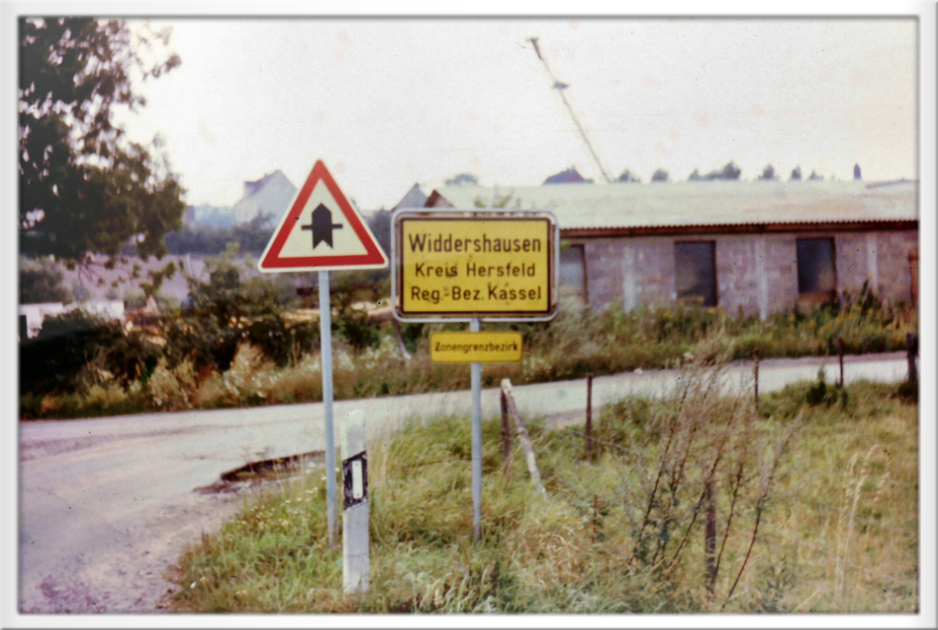 Widdershausen
Kreis Hersfeld
Reg.-Bez. Kassel
Zonengrenzbezirk